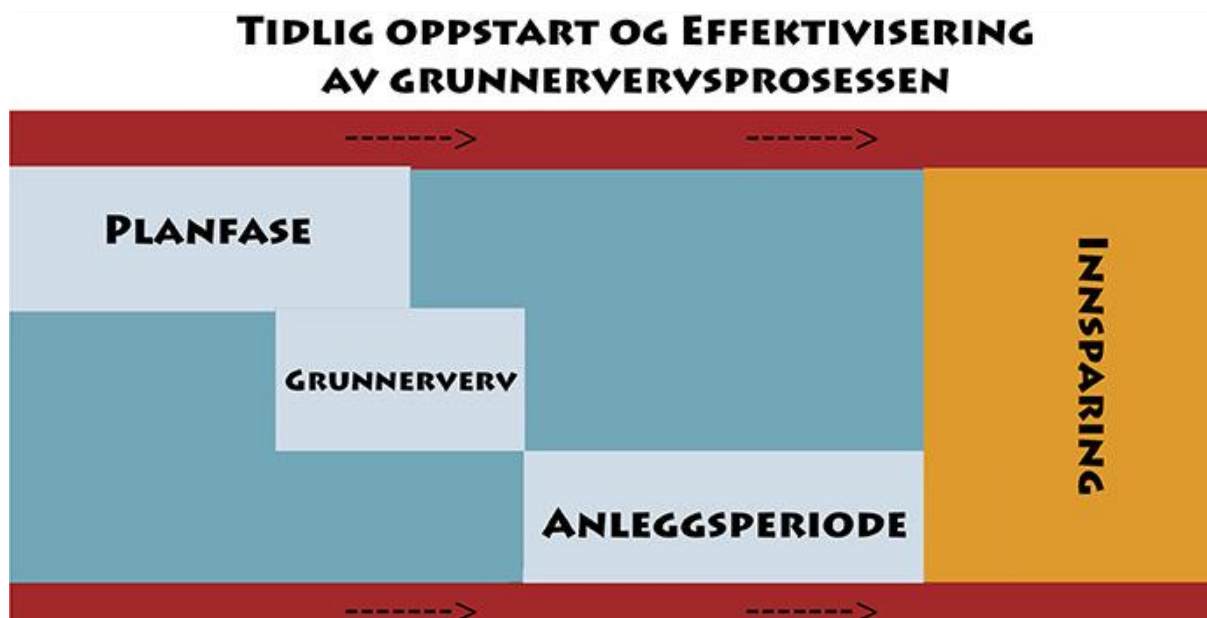 TIDLIG OPPSTART OG EFFEKTIVISERING
AV GRUNNERVERVSPROSESSEN
-------> ------->
PLANFASE
GRUNNERVERV
ANLEGGSPERIODE
INNSPARING
-------> ------->